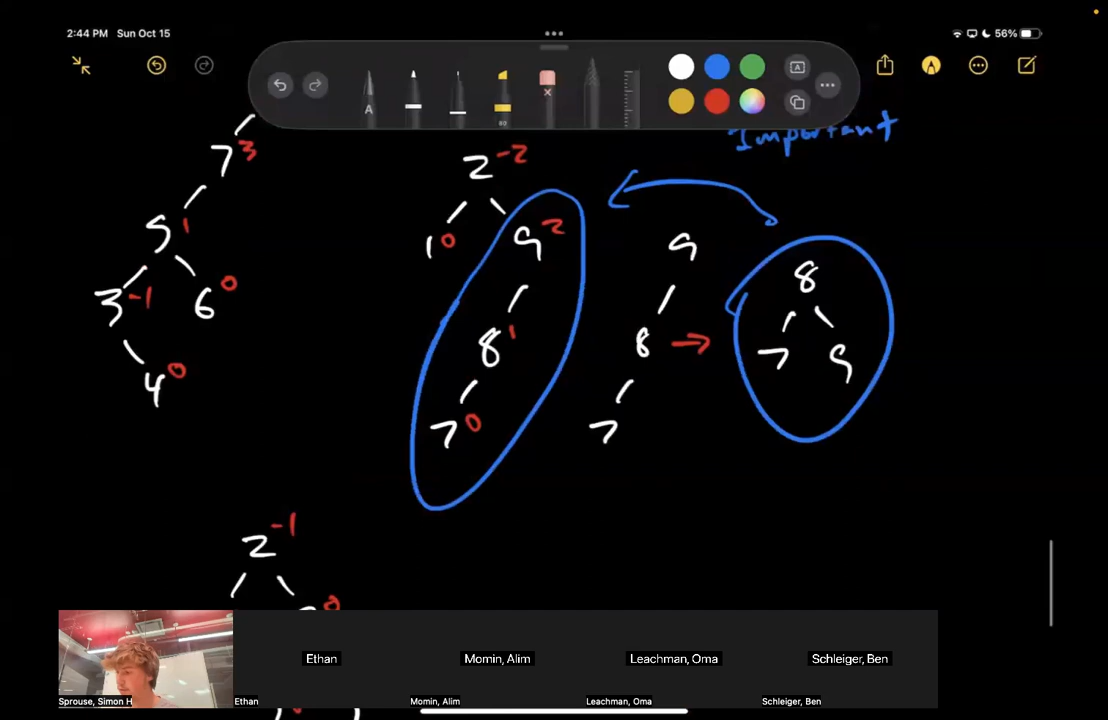 2:44 PM Sun Oct 15
56%
A
80
A
Important
7 3
5 1
3 -1
6 0
4 0
2 -2
1 0
9 2
8 1
7 0
9
8 →
7
8
7 9
2 -1
0
Ethan
Momin, Alim
Leachman, Oma
Schleiger, Ben
Sprouse, Simon H
Ethan
Momin, Alim
Leachman, Oma
Schleiger, Ben